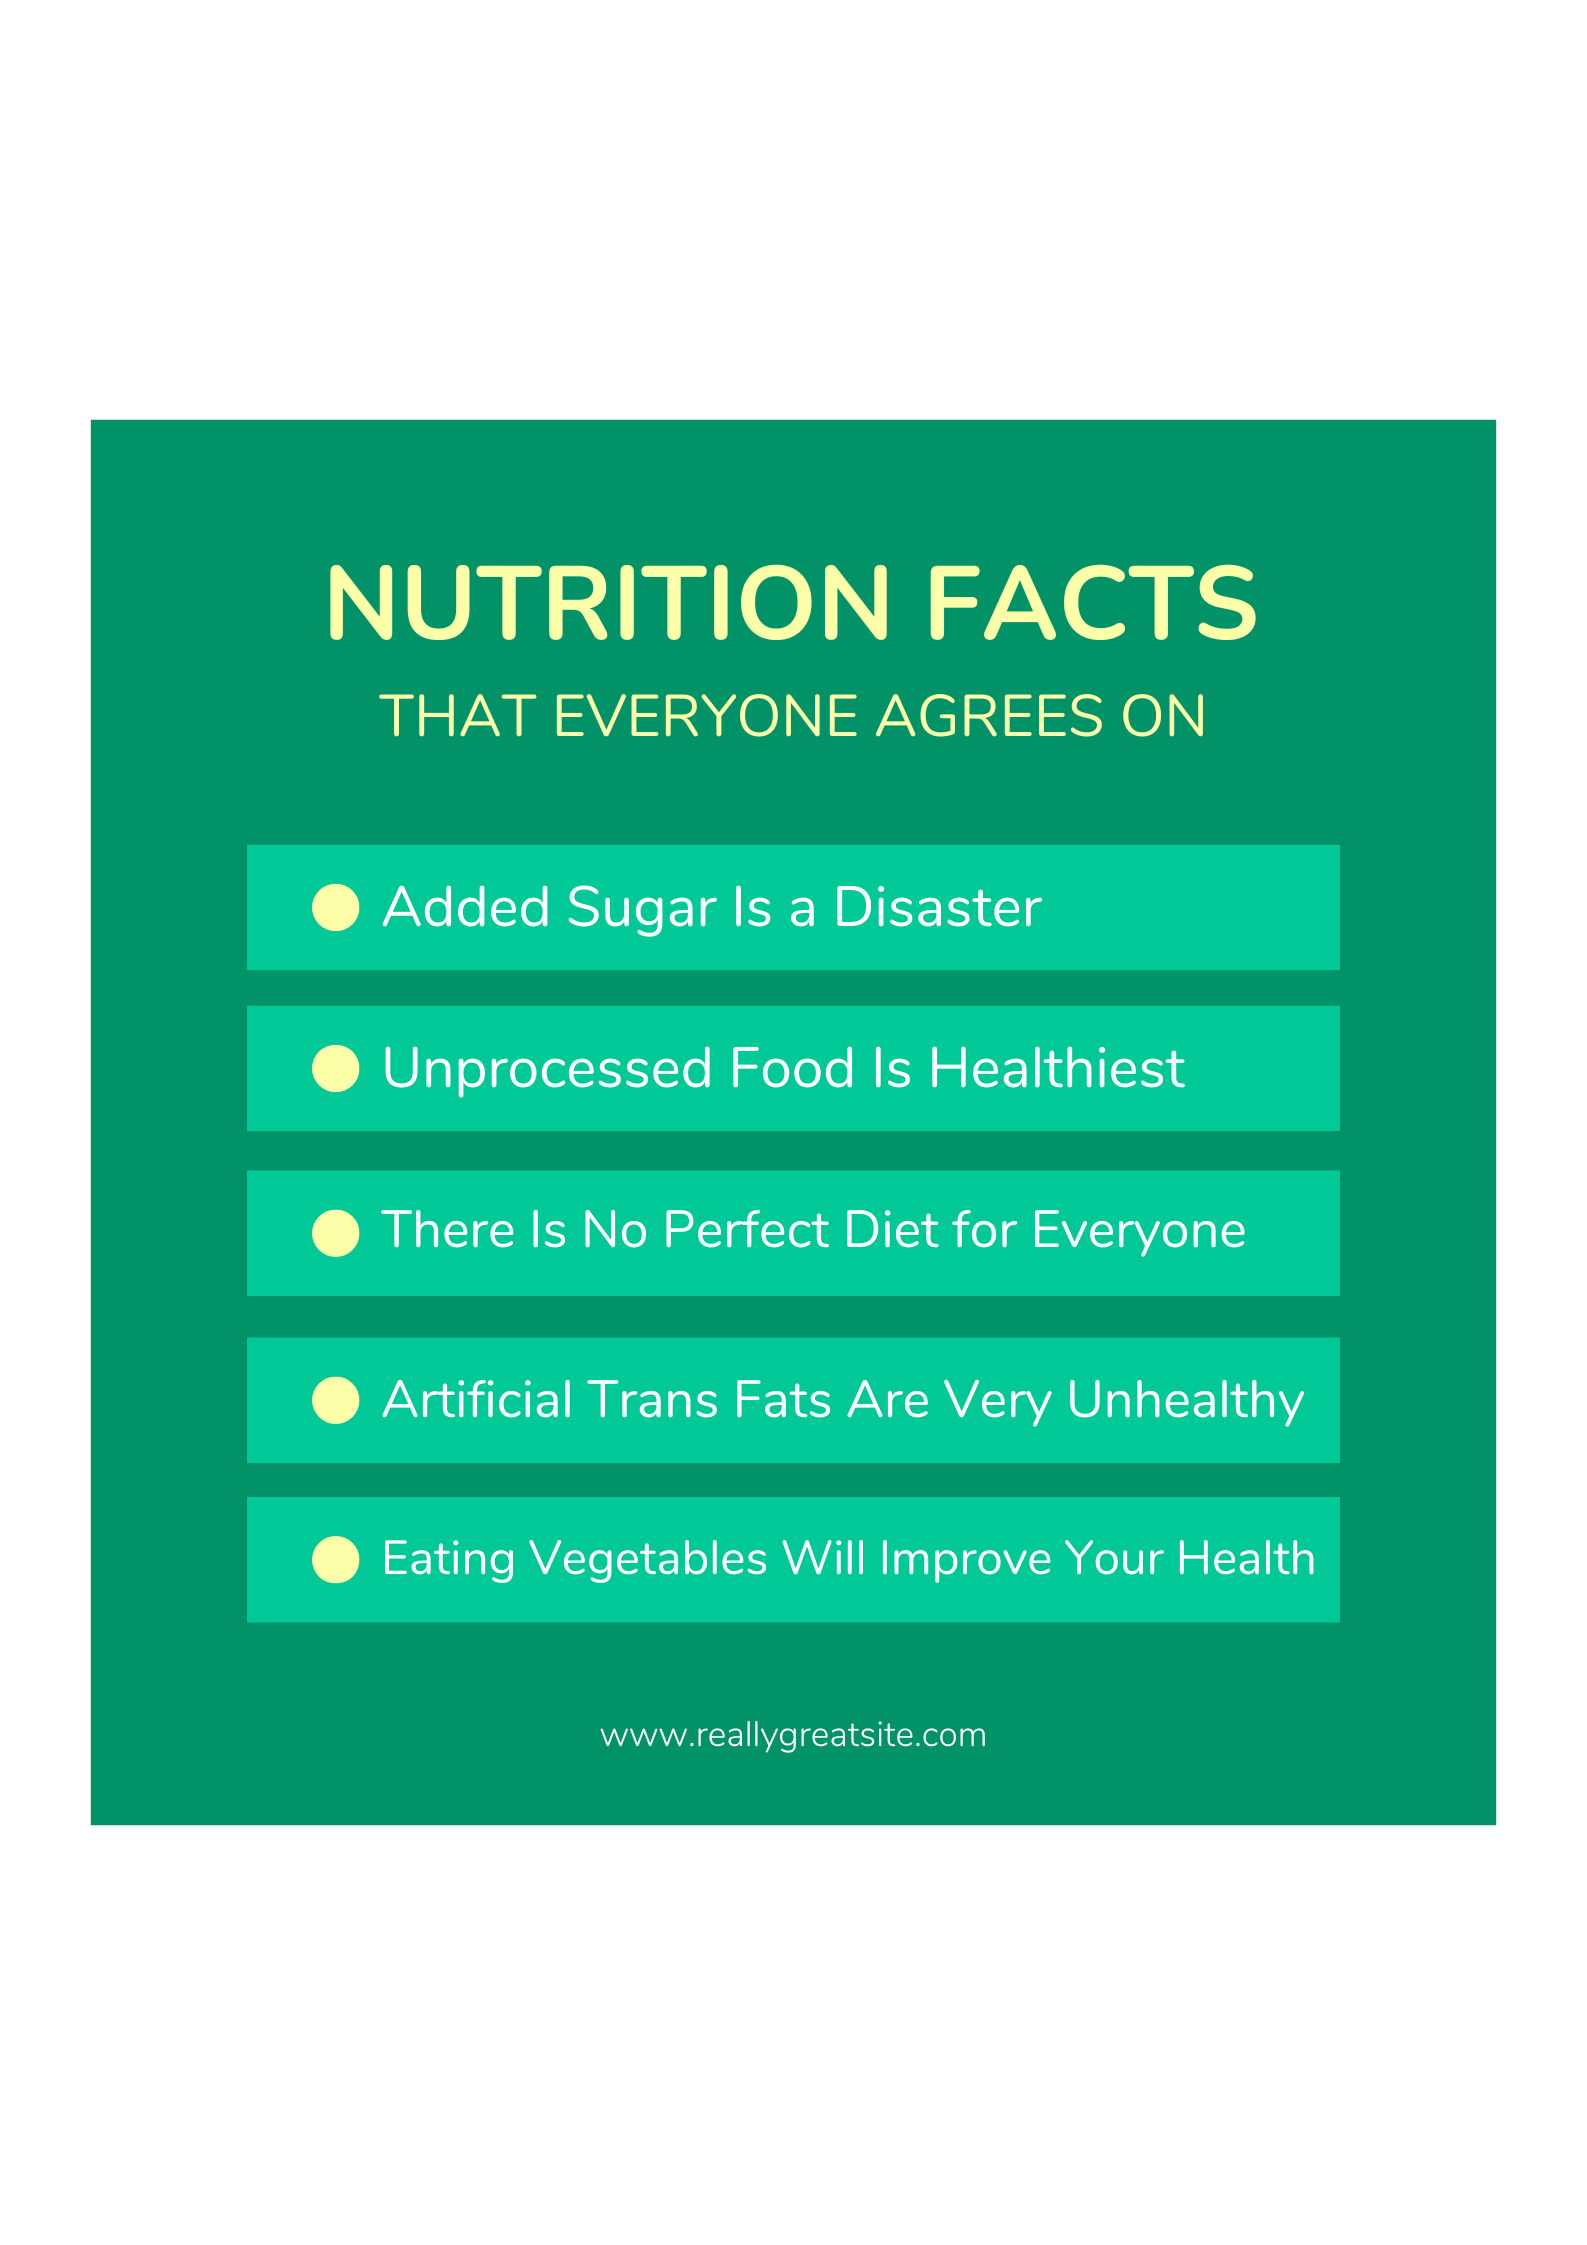 NUTRITION FACTS
THAT EVERYONE AGREES ON
Added Sugar Is a Disaster
Unprocessed Food Is Healthiest
There Is No Perfect Diet for Everyone
Artificial Trans Fats Are Very Unhealthy
Eating Vegetables Will Improve Your Health
www.reallygreatsite.com